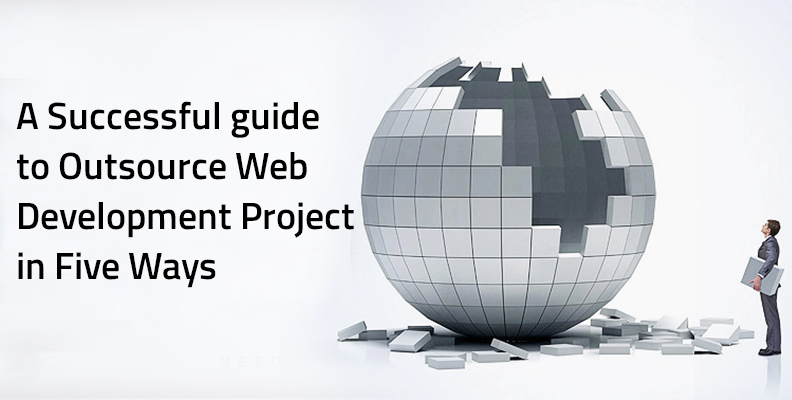 A Successful guide
to Outsource Web
Development Project
in Five Ways